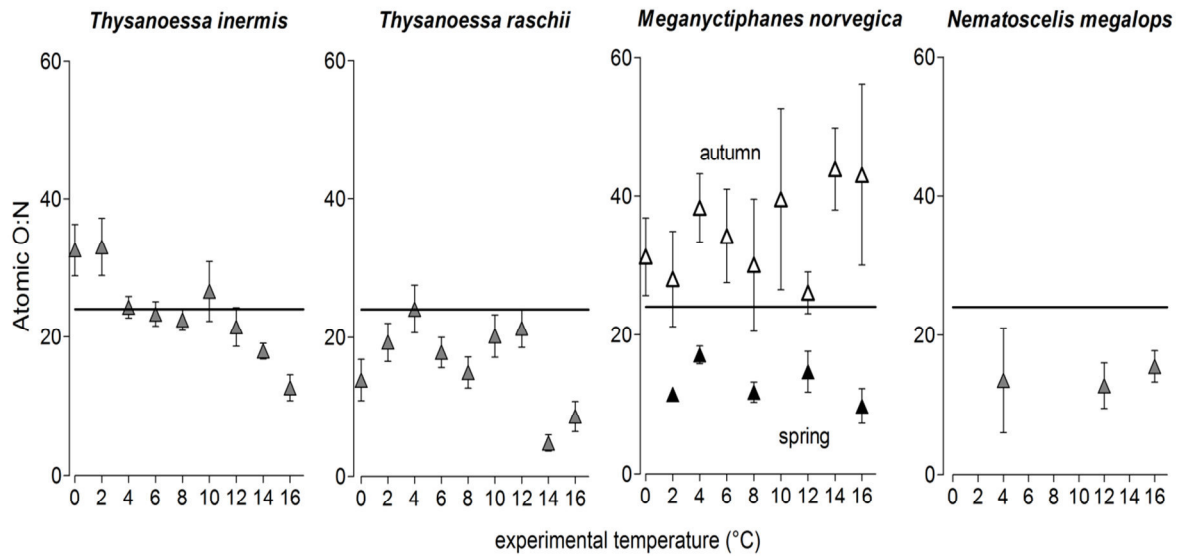 Thysanoessa inermis
Thysanoessa raschii
Meganyctiphanes norvegica
Nematoscelis megalops
Atomic O:N
60
40
20
0
0 2 4 6 8 10 12 14 16
60
40
20
0
0 2 4 6 8 10 12 14 16
60
40
20
0
autumn
spring
0 2 4 6 8 10 12 14 16
60
40
20
0
0 2 4 6 8 10 12 14 16
experimental temperature (°C)